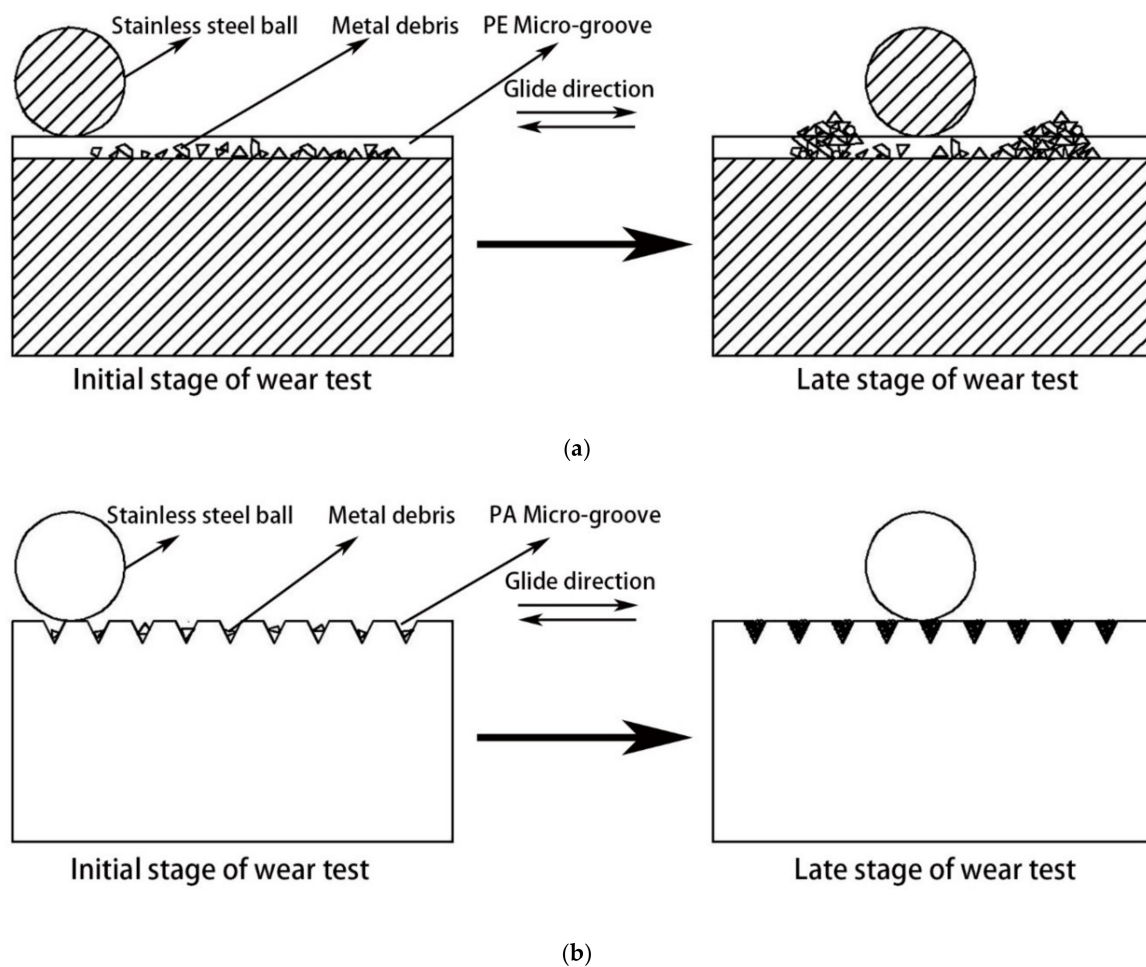 Stainless steel ball
Metal debris
PE Micro-groove
Glide direction
Initial stage of wear test
Late stage of wear test
(a)
Stainless steel ball
Metal debris
PA Micro-groove
Glide direction
Initial stage of wear test
Late stage of wear test
(b)